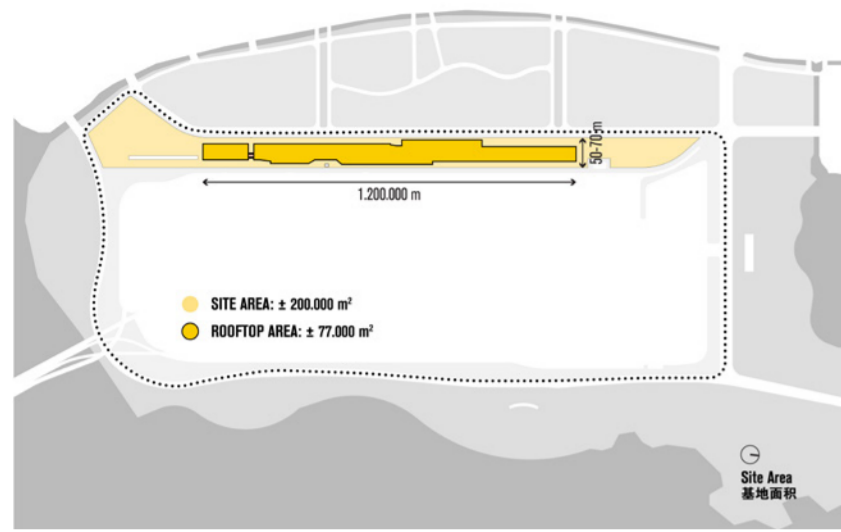 50-70 m
1.200.000 m
SITE AREA: ± 200.000 m²
ROOFTOP AREA: ± 77.000 m²
Site Area
基地面积